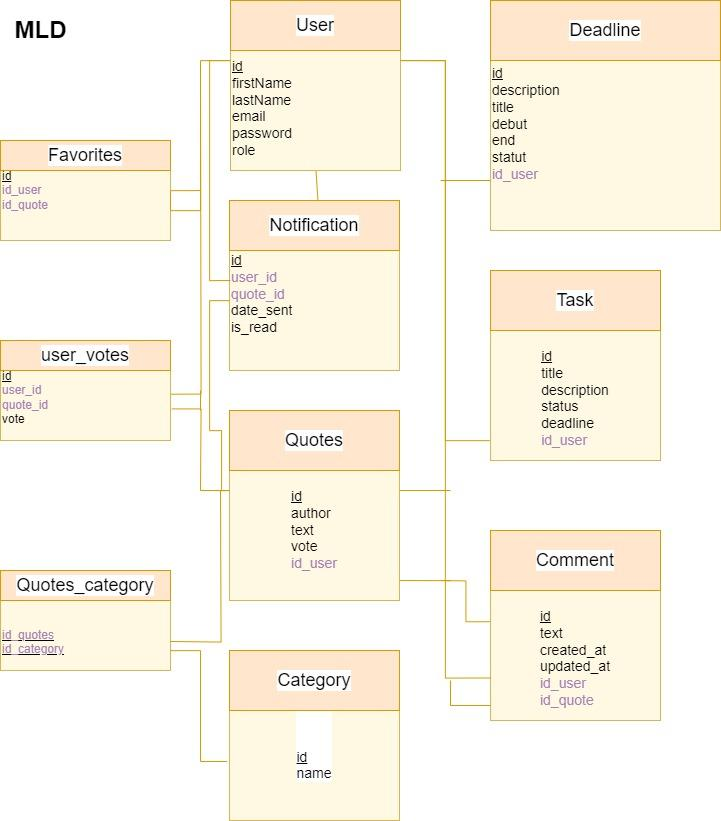 MLD
User
id
firstName
lastName
email
password
role
Deadline
id
description
title
debut
end
statut
id_user
Favorites
id
id_user
id_quote
Notification
id
user_id
quote_id
date_sent
is_read
Task
id
title
description
status
deadline
id_user
user_votes
id
user_id
quote_id
vote
Quotes
id
author
text
vote
id_user
Comment
id
text
created_at
updated_at
id_user
id_quote
Quotes_category
id_quotes
id_category
Category
id
name